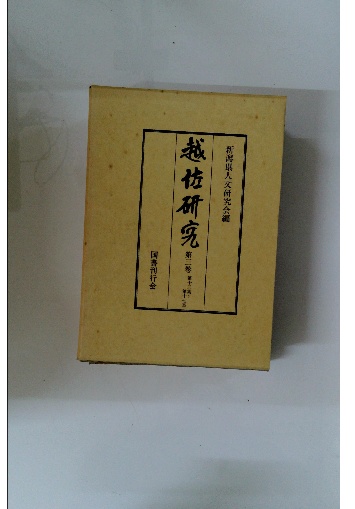 新潟県人文研究会編
越佐研究
第二巻
国書刊行会